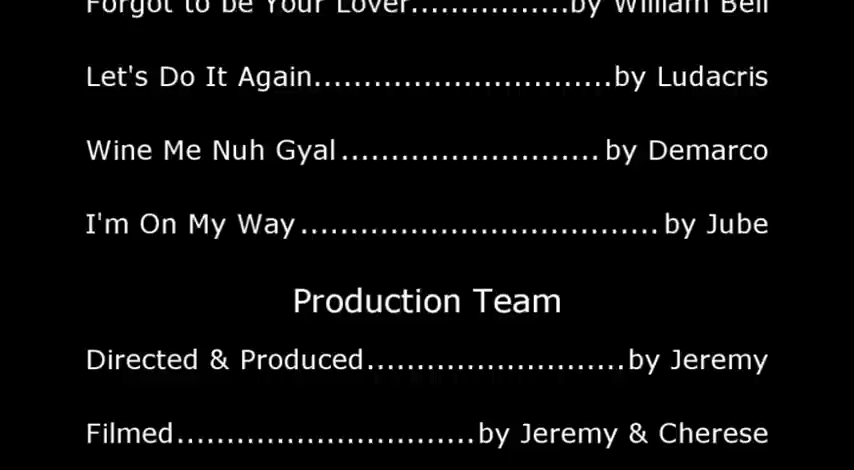 Forgot to be Your Lover................by William Bell
Let's Do It Again..............................by Ludacris
Wine Me Nuh Gyal.......................... by Demarco
I'm On My Way.................................... by Jube
Production Team
Directed & Produced..........................by Jeremy
Filmed..............................by Jeremy & Cherese